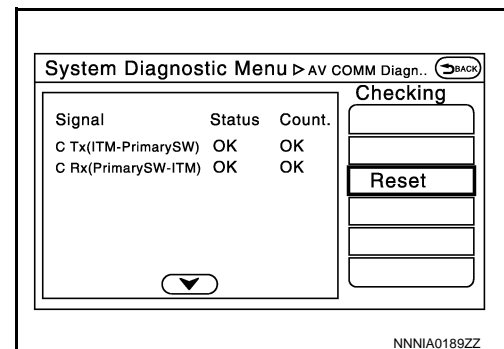 System Diagnostic Menu ▷ AV COMM Diagn.. BACK
Checking
Signal Status Count.
C Tx(ITM-PrimarySW) OK OK
C Rx(PrimarySW-ITM) OK OK
Reset
NNNIA0189ZZ